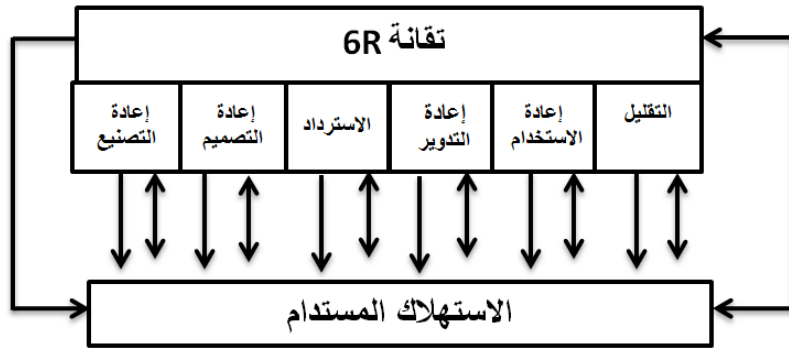 تقانة 6R
التقليل
إعادة
الاستخدام
إعادة
التدوير
الاسترداد
إعادة
التصميم
إعادة
التصنيع
الاستهلاك المستدام